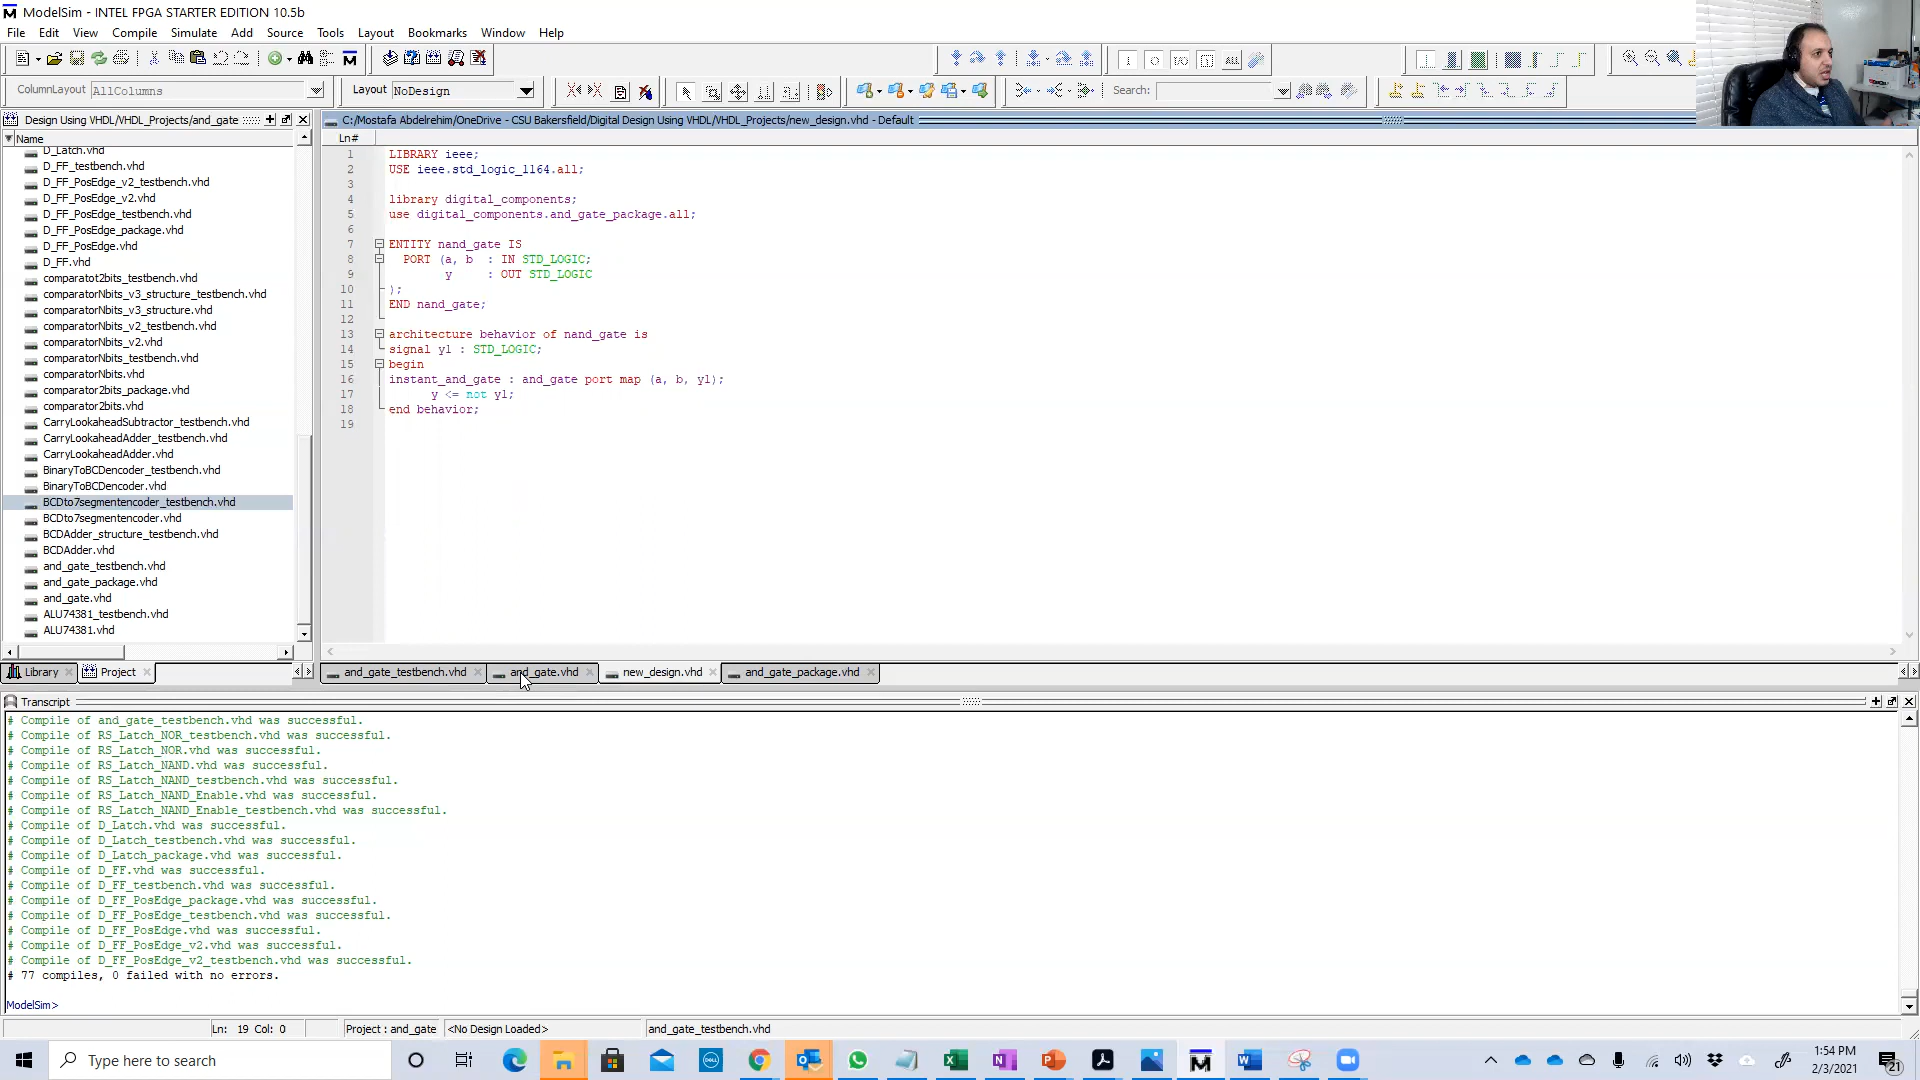 ModelSim - INTEL FPGA STARTER EDITION 10.5b
File Edit View Compile Simulate Add Source Tools Layout Bookmarks Window Help
ColumnLayout AllColumns
Layout NoDesign
Search:
Design Using VHDL/VHDL_Projects/and_gate
C:/Mostafa Abdelrehim/OneDrive - CSU Bakersfield/Digital Design Using VHDL/VHDL_Projects/new_design.vhd - Default
Name
D_Latch.vhd
D_FF_testbench.vhd
D_FF_PosEdge_v2_testbench.vhd
D_FF_PosEdge_v2.vhd
D_FF_PosEdge_testbench.vhd
D_FF_PosEdge_package.vhd
D_FF_PosEdge.vhd
D_FF.vhd
comparatot2bits_testbench.vhd
comparatorNbits_v3_structure_testbench.vhd
comparatorNbits_v3_structure.vhd
comparatorNbits_v2_testbench.vhd
comparatorNbits_v2.vhd
comparatorNbits_testbench.vhd
comparatorNbits.vhd
comparator2bits_package.vhd
comparator2bits.vhd
CarryLookaheadSubtractor_testbench.vhd
CarryLookaheadAdder_testbench.vhd
CarryLookaheadAdder.vhd
BinaryToBCDencoder_testbench.vhd
BinaryToBCDencoder.vhd
BCDto7segmentencoder_testbench.vhd
BCDto7segmentencoder.vhd
BCDAdder_structure_testbench.vhd
BCDAdder.vhd
and_gate_testbench.vhd
and_gate_package.vhd
and_gate.vhd
ALU74381_testbench.vhd
ALU74381.vhd
Library Project
Ln#
1 LIBRARY ieee;
2 USE ieee.std_logic_1164.all;
3
4 library digital_components;
5 use digital_components.and_gate_package.all;
6
7 ENTITY nand_gate IS
8 PORT (a, b : IN STD_LOGIC;
9 y : OUT STD_LOGIC
10 );
11 END nand_gate;
12
13 architecture behavior of nand_gate is
14 signal y1 : STD_LOGIC;
15 begin
16 instant_and_gate : and_gate port map (a, b, y1);
17 y <= not y1;
18 end behavior;
19
and_gate_testbench.vhd and_gate.vhd new_design.vhd and_gate_package.vhd
Transcript
# Compile of and_gate_testbench.vhd was successful.
# Compile of RS_Latch_NOR_testbench.vhd was successful.
# Compile of RS_Latch_NOR.vhd was successful.
# Compile of RS_Latch_NAND.vhd was successful.
# Compile of RS_Latch_NAND_testbench.vhd was successful.
# Compile of RS_Latch_NAND_Enable.vhd was successful.
# Compile of RS_Latch_NAND_Enable_testbench.vhd was successful.
# Compile of D_Latch.vhd was successful.
# Compile of D_Latch_testbench.vhd was successful.
# Compile of D_Latch_package.vhd was successful.
# Compile of D_FF.vhd was successful.
# Compile of D_FF_testbench.vhd was successful.
# Compile of D_FF_PosEdge_package.vhd was successful.
# Compile of D_FF_PosEdge_testbench.vhd was successful.
# Compile of D_FF_PosEdge.vhd was successful.
# Compile of D_FF_PosEdge_v2.vhd was successful.
# Compile of D_FF_PosEdge_v2_testbench.vhd was successful.
# 77 compiles, 0 failed with no errors.
ModelSim>
Ln: 19 Col: 0 Project : and_gate <No Design Loaded> and_gate_testbench.vhd
Type here to search
1:54 PM
2/3/2021
21